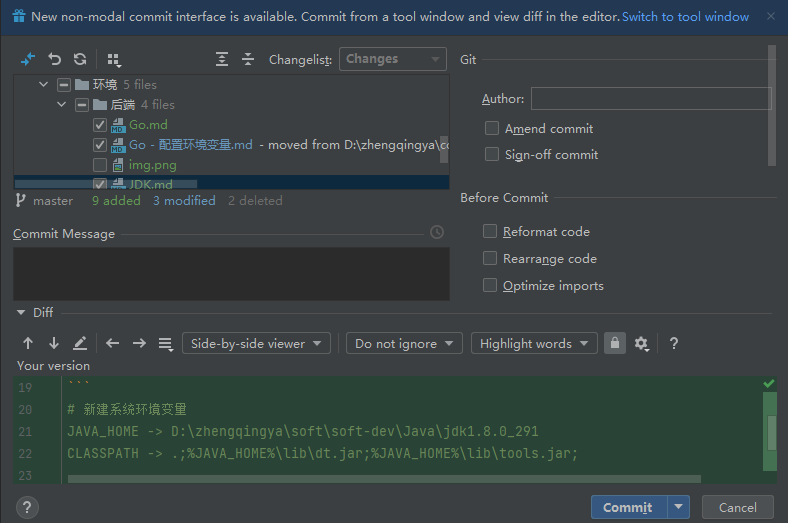 New non-modal commit interface is available. Commit from a tool window and view diff in the editor. Switch to tool window
Changelist: Changes
环境 5 files
后端 4 files
Go.md
Go - 配置环境变量.md - moved from D:\zhengqingya\co
img.png
JDK.md
master 9 added 3 modified 2 deleted
Commit Message
Git
Author:
Amend commit
Sign-off commit
Before Commit
Reformat code
Rearrange code
Optimize imports
Diff
Side-by-side viewer Do not ignore Highlight words ?
Your version
19 ```
20 # 新建系统环境变量
21 JAVA_HOME -> D:\zhengqingya\soft\soft-dev\Java\jdk1.8.0_291
22 CLASSPATH -> .;%JAVA_HOME%\lib\dt.jar;%JAVA_HOME%\lib\tools.jar;
23
? Commit Cancel